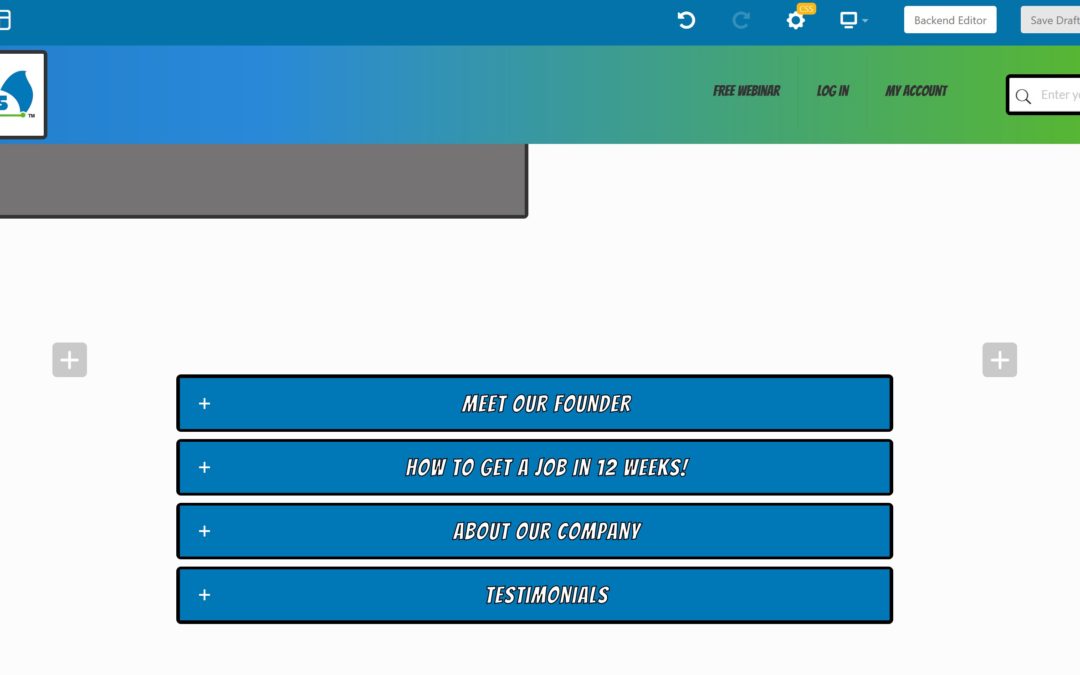 CSS
Backend Editor
Save Draft
S
TM
FREE WEBINAR
LOG IN
MY ACCOUNT
Enter
MEET OUR FOUNDER
HOW TO GET A JOB IN 12 WEEKS!
ABOUT OUR COMPANY
TESTIMONIALS